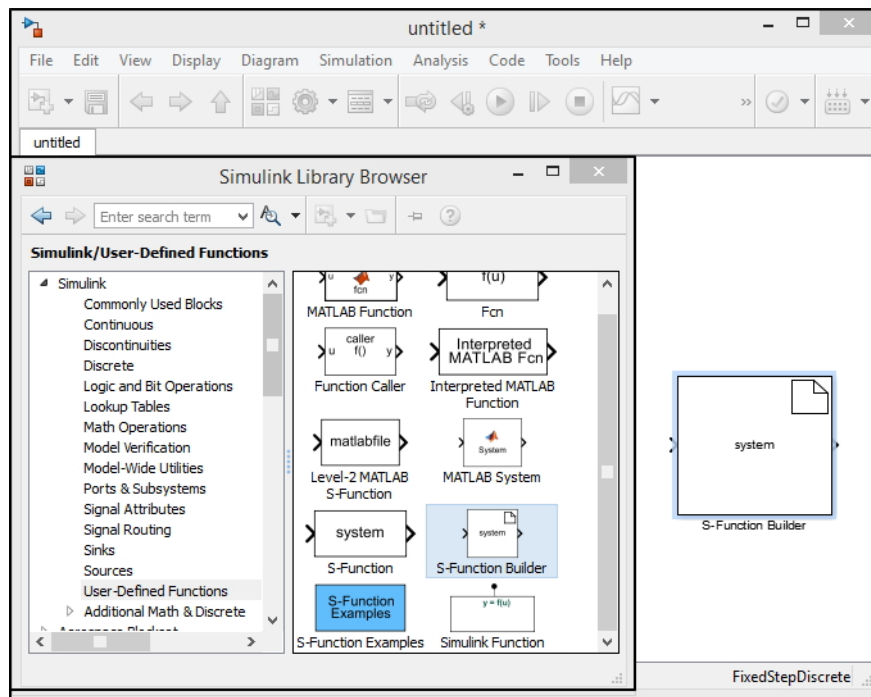 untitled *
File Edit View Display Diagram Simulation Analysis Code Tools Help
»
untitled
Simulink Library Browser
Enter search term
Simulink/User-Defined Functions
Simulink
Commonly Used Blocks
Continuous
Discontinuities
Discrete
Logic and Bit Operations
Lookup Tables
Math Operations
Model Verification
Model-Wide Utilities
Ports & Subsystems
Signal Attributes
Signal Routing
Sinks
Sources
User-Defined Functions
Additional Math & Discrete
u fcn y
MATLAB Function
f(u)
Fcn
caller
u f() y
Function Caller
Interpreted
MATLAB Fcn
Interpreted MATLAB
Function
matlabfile
Level-2 MATLAB
S-Function
System
MATLAB System
system
S-Function
system
S-Function Builder
S-Function
Examples
S-Function Examples
y = f(u)
Simulink Function
system
S-Function Builder
FixedStepDiscrete